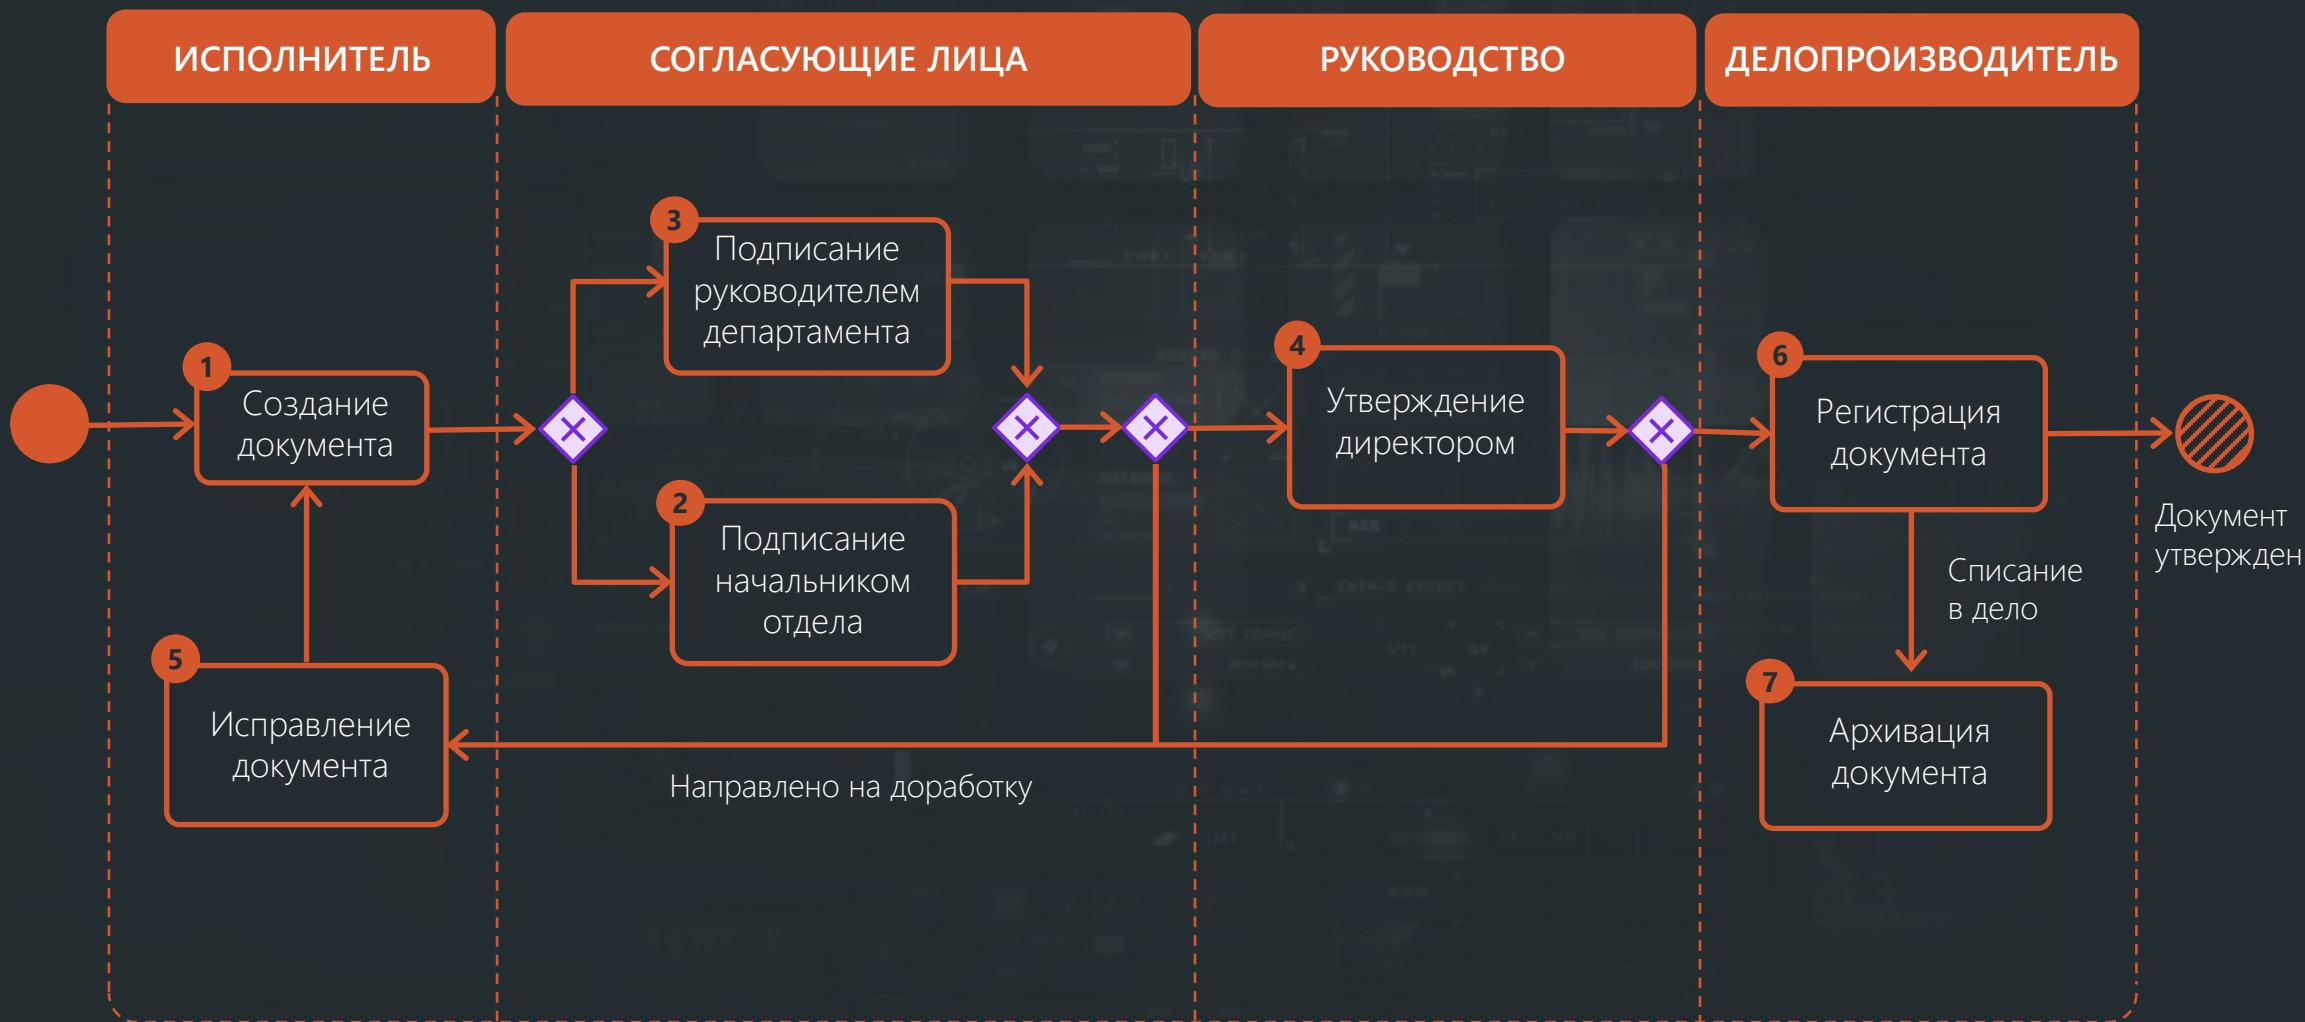 ИСПОЛНИТЕЛЬ
СОГЛАСУЮЩИЕ ЛИЦА
РУКОВОДСТВО
ДЕЛОПРОИЗВОДИТЕЛЬ
1
Создание
документа
3
Подписание
руководителем
департамента
2
Подписание
начальником
отдела
4
Утверждение
директором
6
Регистрация
документа
Документ
утвержден
Списание
в дело
5
Исправление
документа
Направлено на доработку
7
Архивация
документа